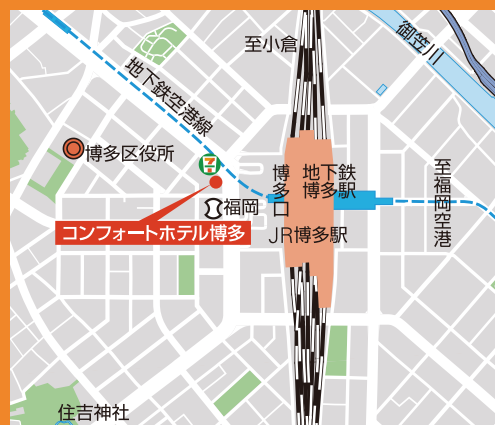 至小倉
御笠川
地下鉄空港線
博多区役所
7
博多口
地下鉄
博多駅
至福岡空港
福岡
コンフォートホテル博多
JR博多駅
住吉神社